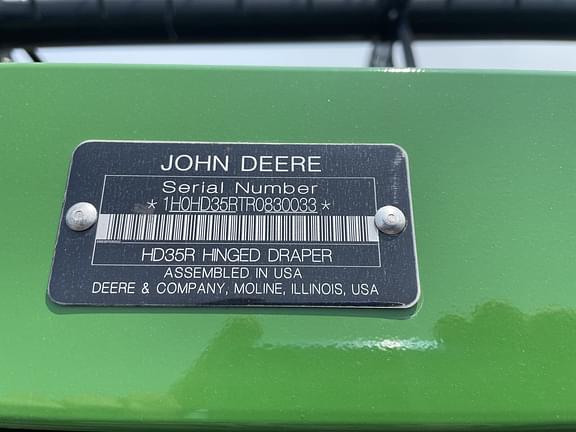 JOHN DEERE
Serial Number
* 1H0HD35RTR0830033 *
HD35R HINGED DRAPER
ASSEMBLED IN USA
DEERE & COMPANY, MOLINE, ILLINOIS, USA